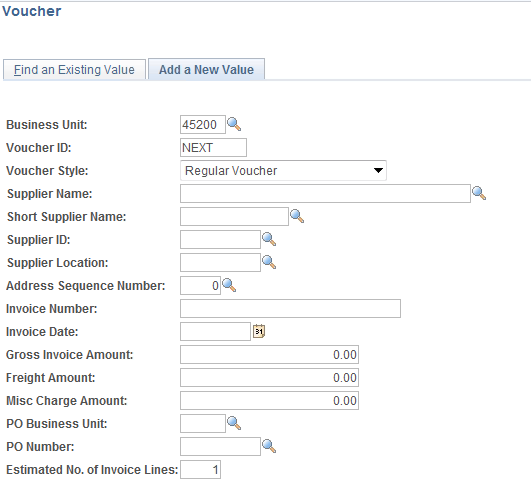 Voucher
Find an Existing Value Add a New Value
Business Unit: 45200
Voucher ID: NEXT
Voucher Style: Regular Voucher
Supplier Name:
Short Supplier Name:
Supplier ID:
Supplier Location:
Address Sequence Number: 0
Invoice Number:
Invoice Date: 31
Gross Invoice Amount: 0.00
Freight Amount: 0.00
Misc Charge Amount: 0.00
PO Business Unit:
PO Number:
Estimated No. of Invoice Lines: 1